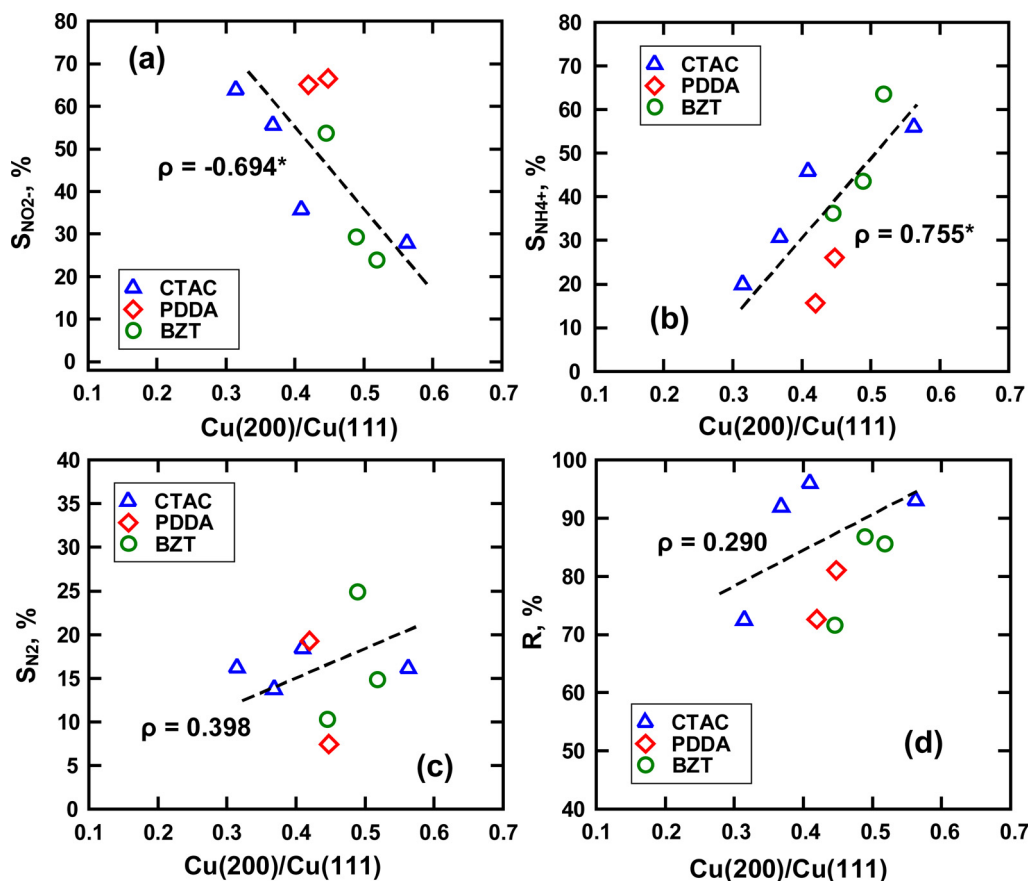 (a)
80
70
60
50
40
30
20
10
0
S_NO2-, %
ρ = -0.694*
CTAC
PDDA
BZT
0.1 0.2 0.3 0.4 0.5 0.6 0.7
Cu(200)/Cu(111)
(b)
80
70
60
50
40
30
20
10
0
S_NH4+, %
CTAC
PDDA
BZT
ρ = 0.755*
0.1 0.2 0.3 0.4 0.5 0.6 0.7
Cu(200)/Cu(111)
40
35
30
25
20
15
10
5
0
S_N2, %
CTAC
PDDA
BZT
ρ = 0.398
(c)
0.1 0.2 0.3 0.4 0.5 0.6 0.7
Cu(200)/Cu(111)
100
90
80
70
60
50
40
R, %
ρ = 0.290
CTAC
PDDA
BZT
(d)
0.1 0.2 0.3 0.4 0.5 0.6 0.7
Cu(200)/Cu(111)